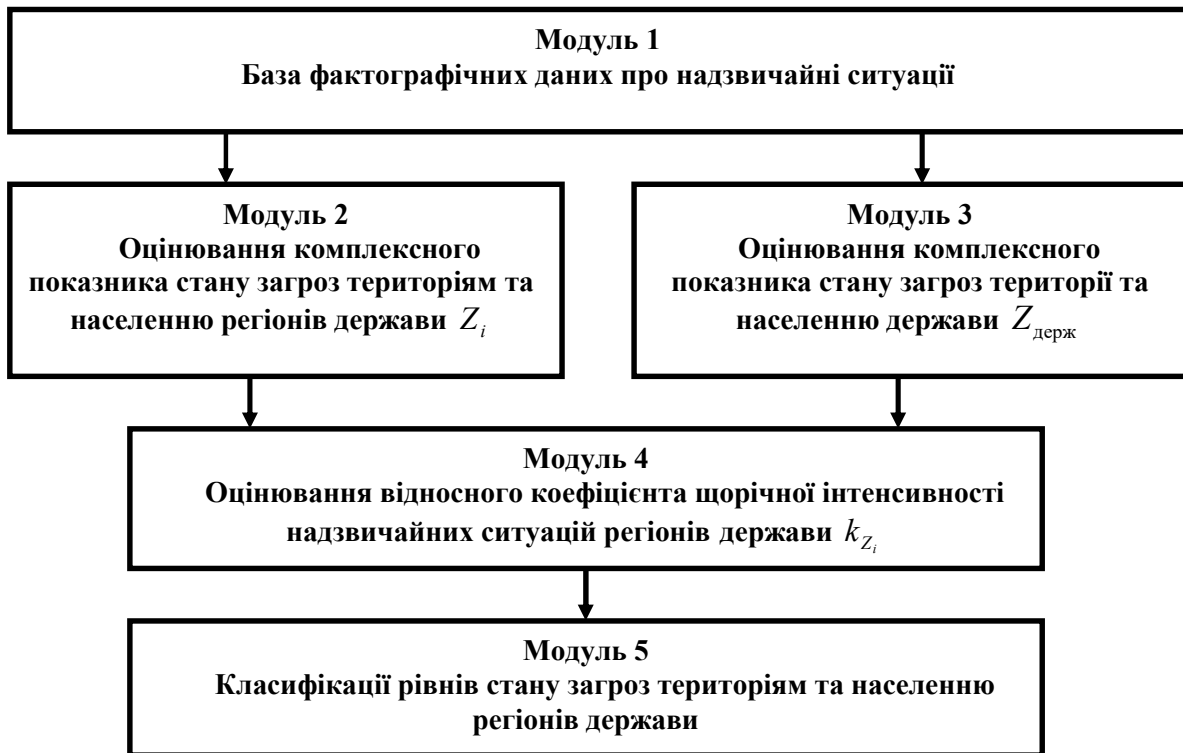 Модуль 1
База фактографічних даних про надзвичайні ситуації
Модуль 2
Оцінювання комплексного
показника стану загроз територіям та
населенню регіонів держави Z_i
Модуль 3
Оцінювання комплексного
показника стану загроз території та
населенню держави Z_держ
Модуль 4
Оцінювання відносного коефіцієнта щорічної інтенсивності
надзвичайних ситуацій регіонів держави k_{Z_i}
Модуль 5
Класифікації рівнів стану загроз територіям та населенню
регіонів держави